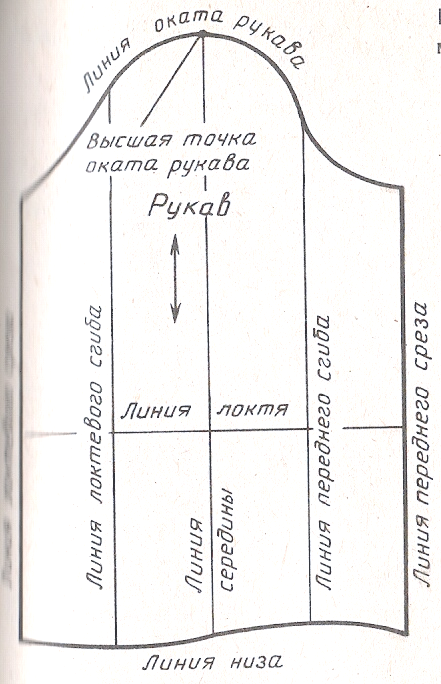 Линия оката рукава
Высшая точка
оката рукава
Рукав
Линия локтевого сгиба
Линия локтя
Линия
середины
Линия переднего сгиба
Линия переднего среза
Линия низа